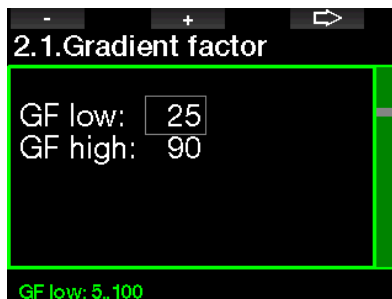 - +
2.1.Gradient factor
GF low: 25
GF high: 90
GF low: 5..100